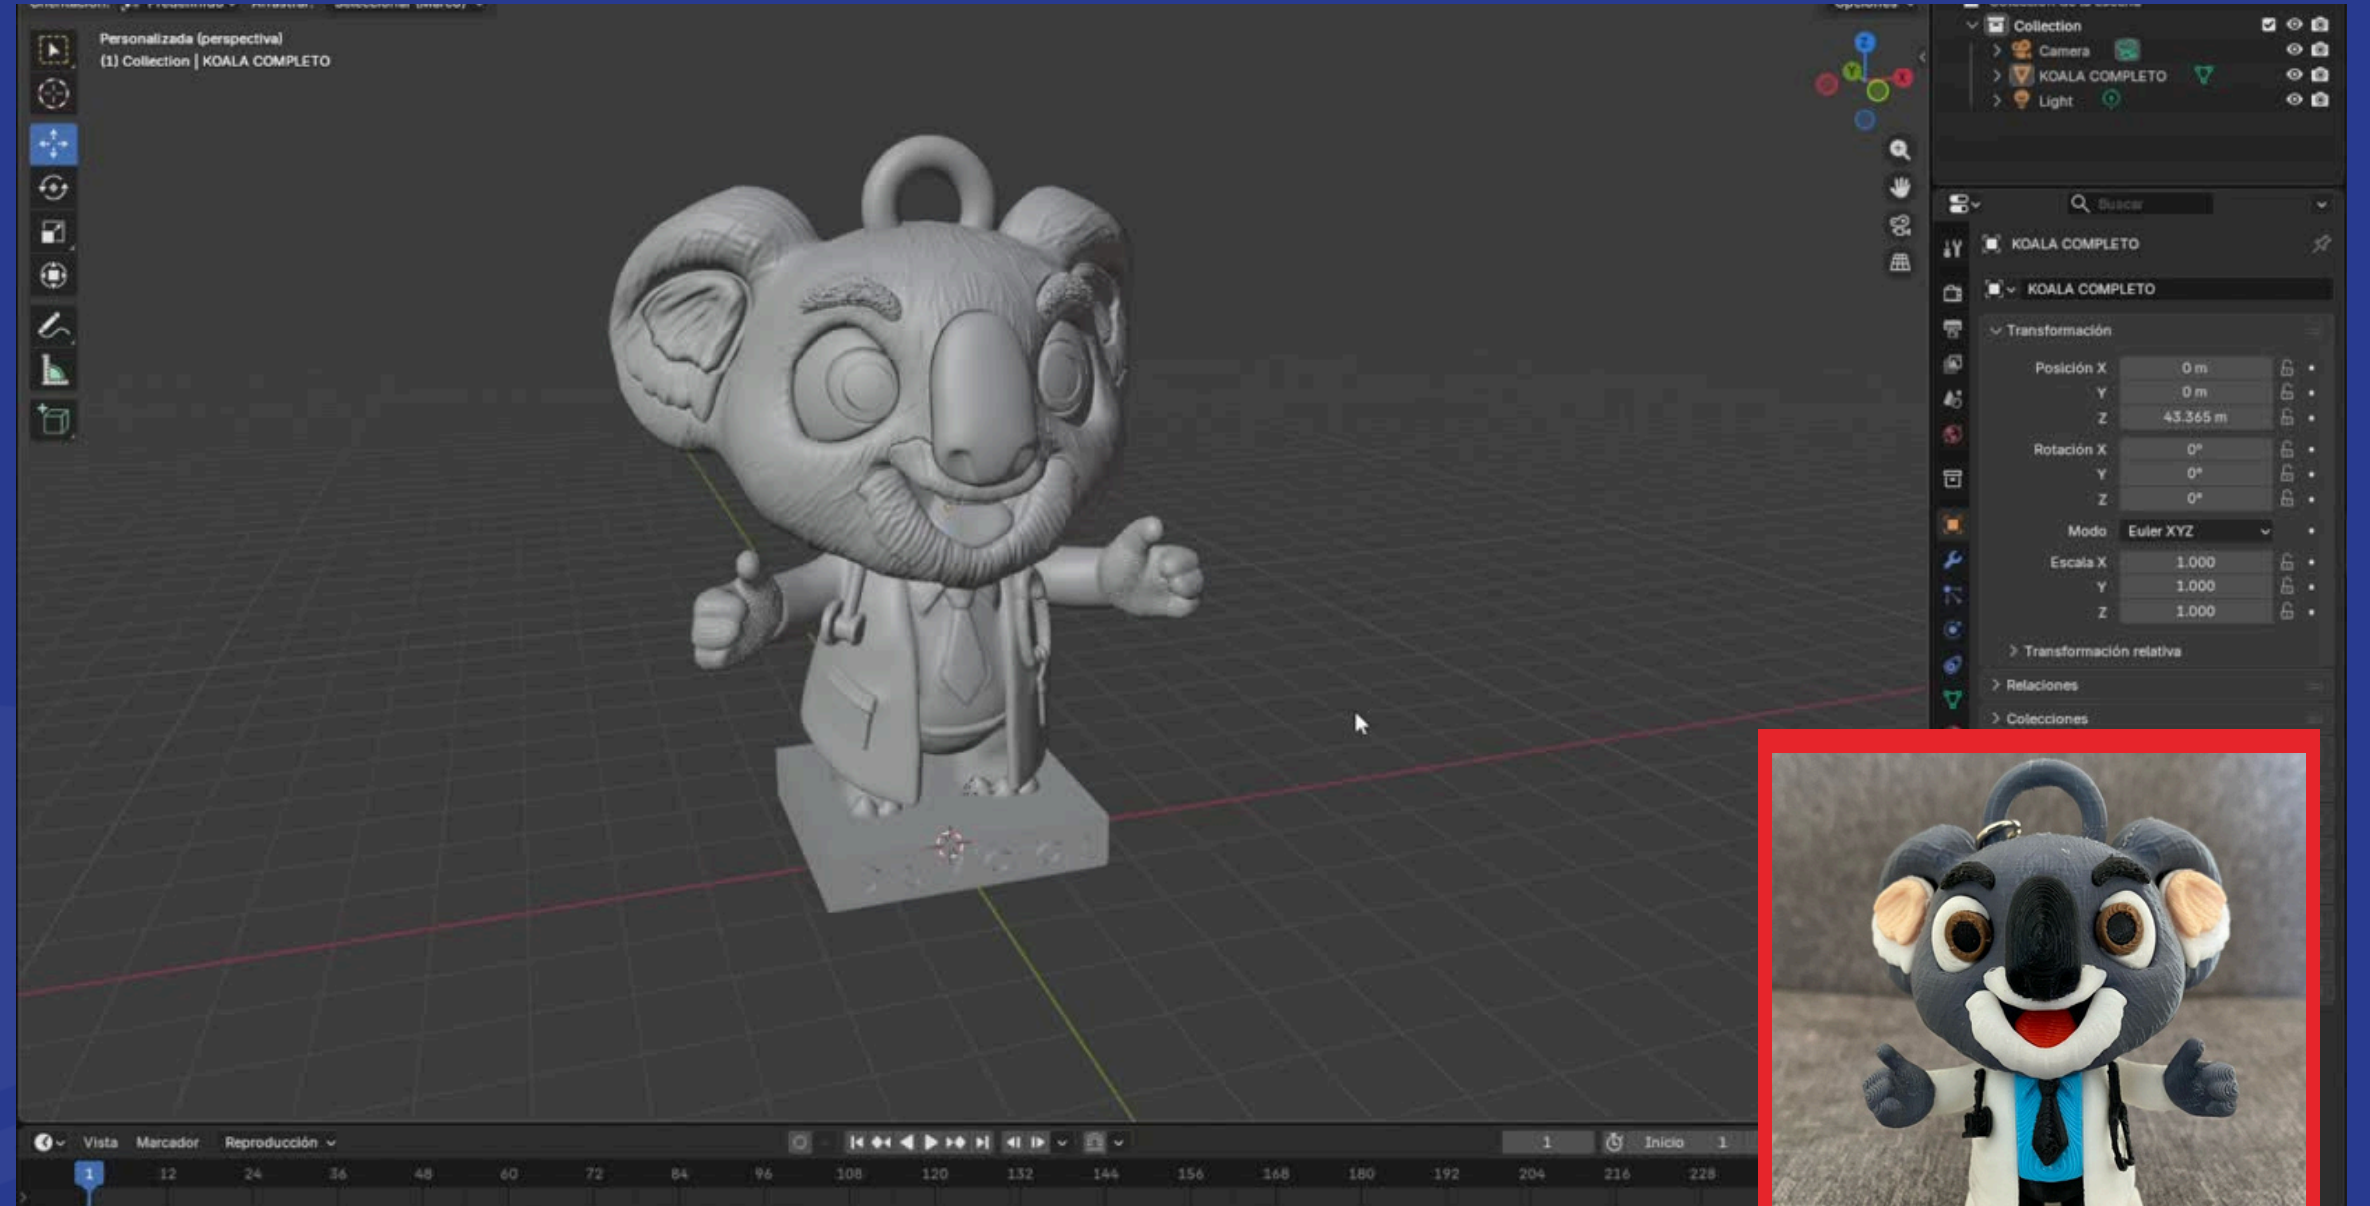 Personalizada (perspectiva)
(1) Collection | KOALA COMPLETO
Z
Y
X
Collection
Camera
KOALA COMPLETO
Light
Buscar
KOALA COMPLETO
KOALA COMPLETO
Transformación
Posición X 0 m
Y 0 m
Z 43.365 m
Rotación X 0°
Y 0°
Z 0°
Modo Euler XYZ
Escala X 1.000
Y 1.000
Z 1.000
Transformación relativa
Relaciones
Colecciones
Vista Marcador Reproducción 1 Inicio 1
1 12 24 36 48 60 72 84 96 108 120 132 144 156 168 180 192 204 216 228